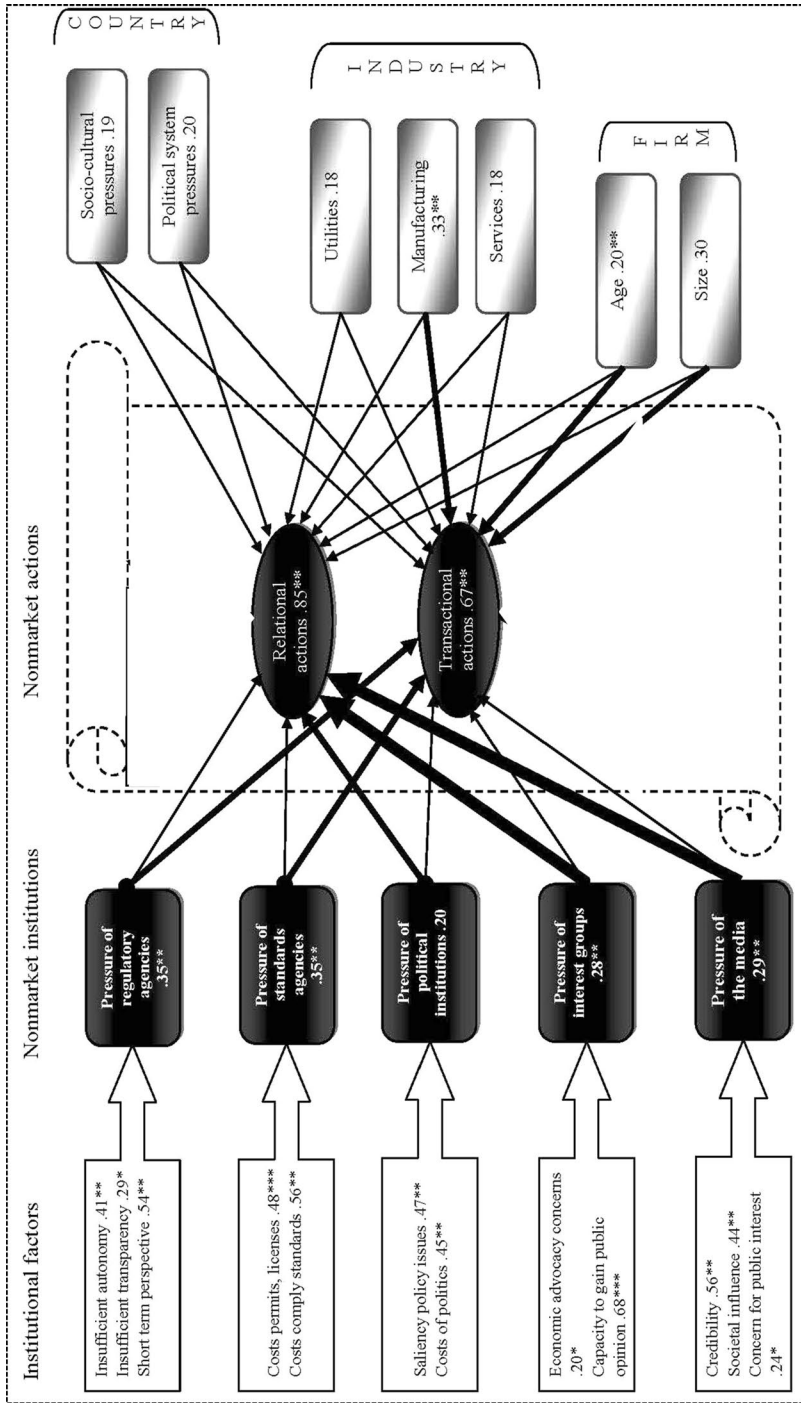 Institutional factors
Nonmarket institutions
Nonmarket actions
Insufficient autonomy .41**
Insufficient transparency .29*
Short term perspective .54**
Costs permits, licenses .48***
Costs comply standards .56**
Saliency policy issues .47**
Costs of politics .45**
Economic advocacy concerns
.20*
Capacity to gain public
opinion .68***
Credibility .56**
Societal influence .44**
Concern for public interest
.24*
Pressure of
regulatory
agencies
.35**
Pressure of
standards
agencies
.35**
Pressure of
political
institutions .20
Pressure of
interest groups
.28**
Pressure of
the media
.29**
Relational
actions .85**
Transactional
actions .67**
Socio-cultural
pressures .19
Political system
pressures .20
COUNTRY
Utilities .18
Manufacturing
.33**
Services .18
INDUSTRY
Age .20**
Size .30
FIRM